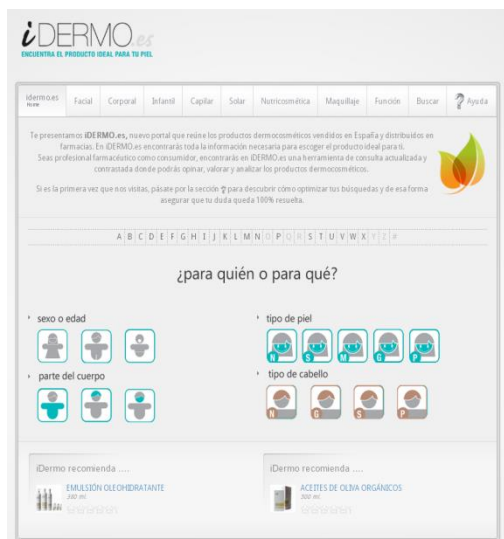 iDERMO.es
ENCUENTRA EL PRODUCTO IDEAL PARA TU PIEL
idermo.es
Home
Facial
Corporal
Infantil
Capilar
Solar
Nutricosmética
Maquillaje
Función
Buscar
? Ayuda
Te presentamos iDERMO.es, nuevo portal que reúne los productos dermocosméticos vendidos en España y distribuidos en
farmacias. En iDERMO.es encontrarás toda la información necesaria para escoger el producto ideal para ti.
Seas profesional farmacéutico como consumidor, encontrarás en iDERMO.es una herramienta de consulta actualizada y
contrastada donde podrás opinar, valorar y analizar los productos dermocosméticos.
Si es la primera vez que nos visitas, pásate por la sección ? para descubrir cómo optimizar tus búsquedas y de esa forma
asegurar que tu duda queda 100% resuelta.
A B C D E F G H I J K L M N O P Q R S T U V W X Y Z #
¿para quién o para qué?
sexo o edad
tipo de piel
N S M G P
parte del cuerpo
tipo de cabello
N G S P
iDermo recomienda ....
EMULSIÓN OLEOHIDRATANTE
300 ml.
iDermo recomienda ....
ACEITES DE OLIVA ORGÁNICOS
300 ml.